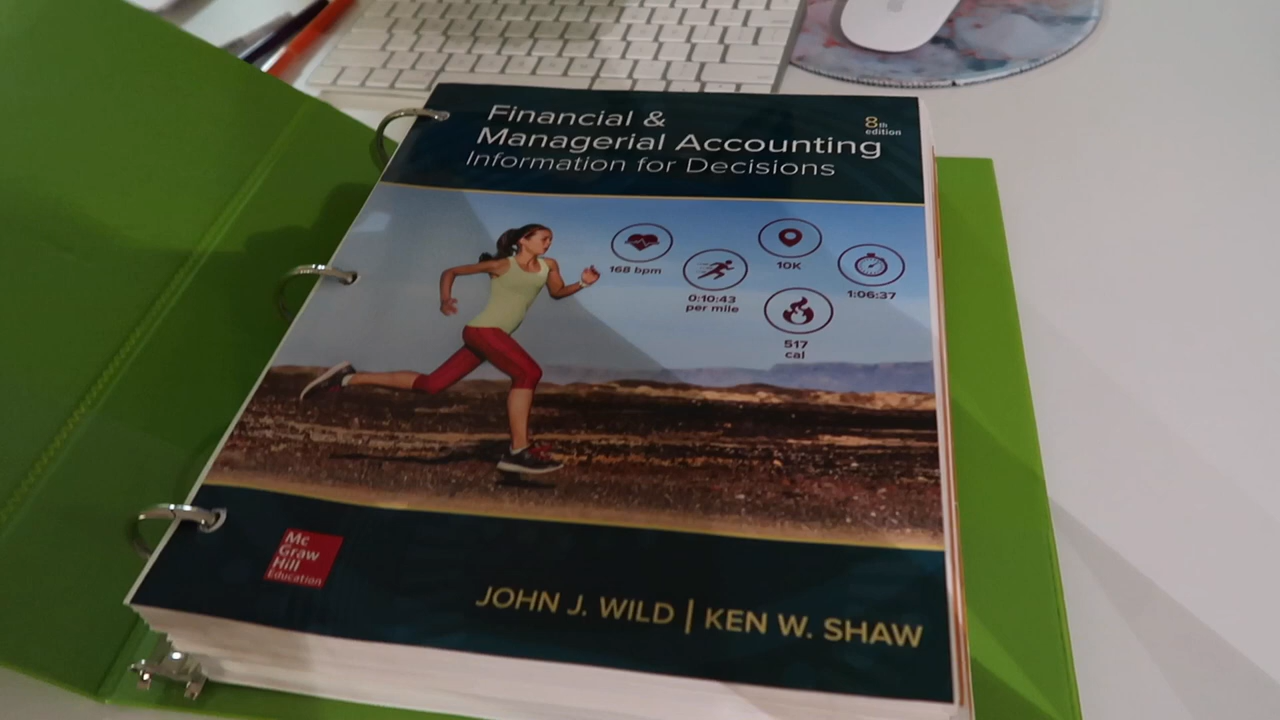 Financial &
Managerial Accounting
Information for Decisions
8th
edition
168 bpm
0:10:43
per mile
10K
1:06:37
517
cal
Mc
Graw
Hill
Education
JOHN J. WILD | KEN W. SHAW